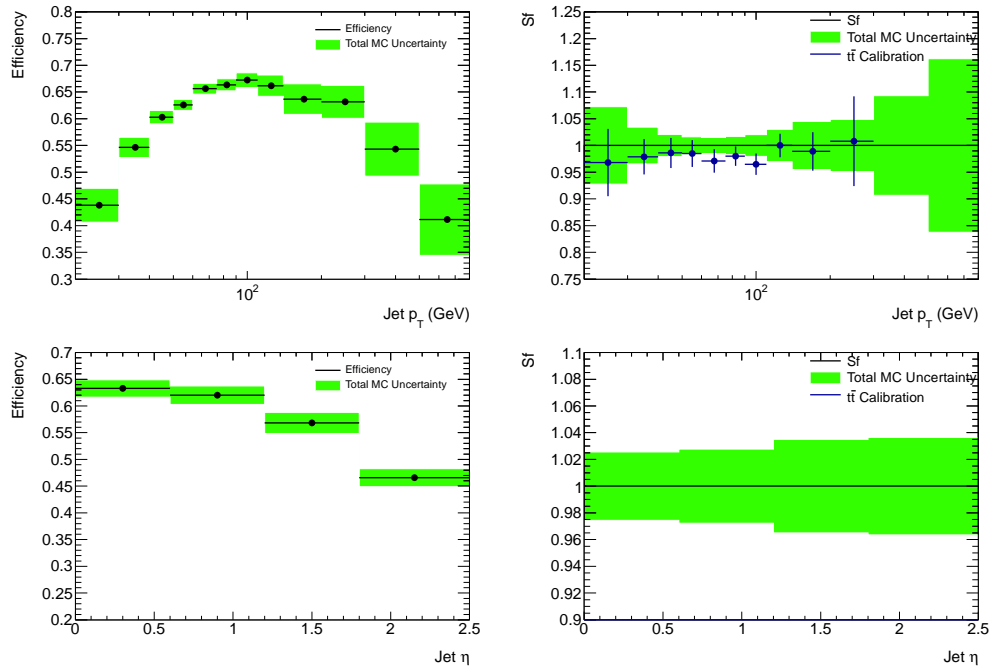 Efficiency
0.8
0.75
0.7
0.65
0.6
0.55
0.5
0.45
0.4
0.35
0.3
Efficiency
Total MC Uncertainty
10²
Jet p_T (GeV)
Sf
1.25
1.2
1.15
1.1
1.05
1
0.95
0.9
0.85
0.8
0.75
Sf
Total MC Uncertainty
tt̄ Calibration
10²
Jet p_T (GeV)
Efficiency
0.7
0.65
0.6
0.55
0.5
0.45
0.4
0.35
0.3
0.25
0.2
Efficiency
Total MC Uncertainty
0 0.5 1 1.5 2 2.5
Jet η
Sf
1.1
1.08
1.06
1.04
1.02
1
0.98
0.96
0.94
0.92
0.9
Sf
Total MC Uncertainty
tt̄ Calibration
0 0.5 1 1.5 2 2.5
Jet η